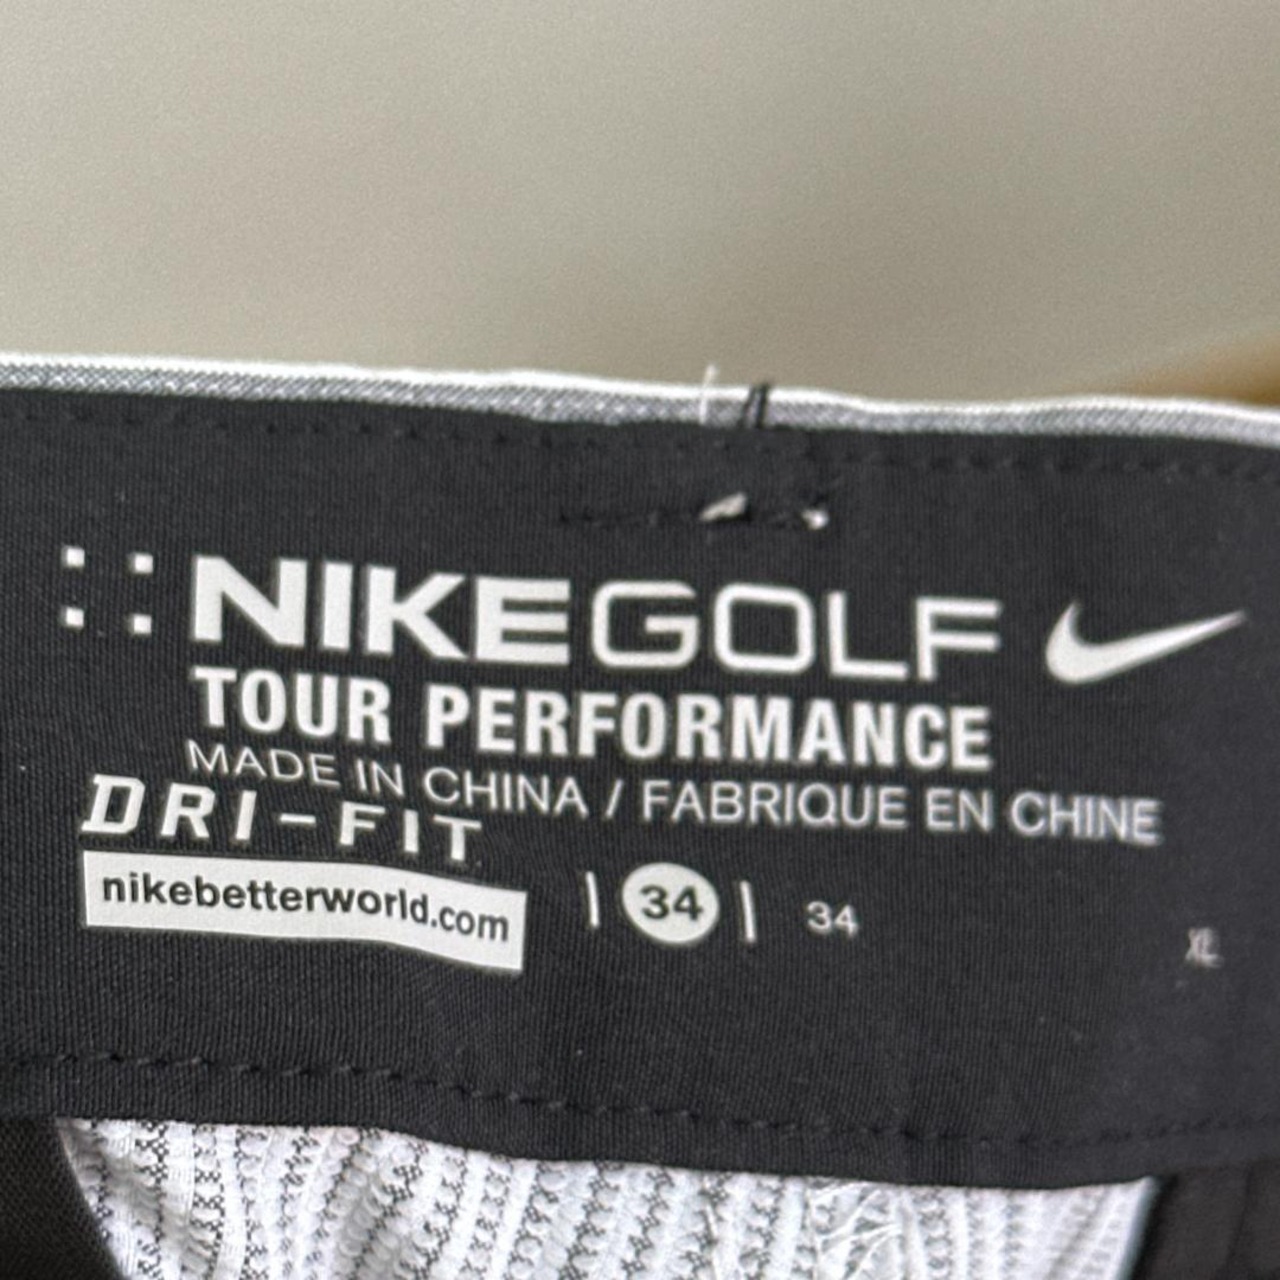 NIKEGOLF
TOUR PERFORMANCE
MADE IN CHINA / FABRIQUE EN CHINE
DRI-FIT
nikebetterworld.com
| 34 | 34
XL